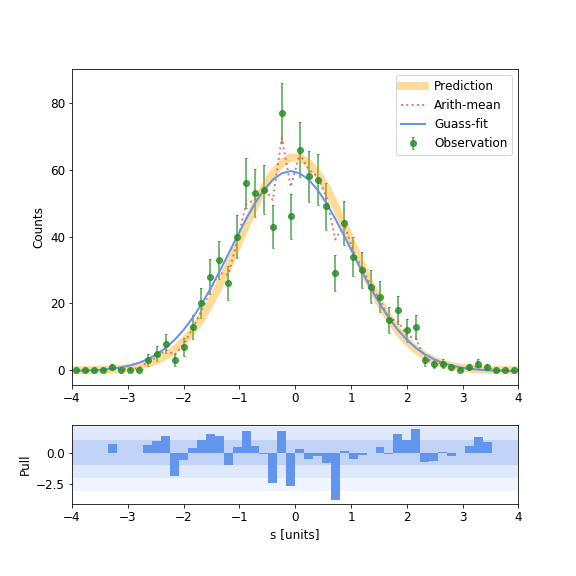 80
60
40
20
0
Counts
Prediction
Arith-mean
Guass-fit
Observation
−4 −3 −2 −1 0 1 2 3 4
0.0
−2.5
Pull
−4 −3 −2 −1 0 1 2 3 4
s [units]